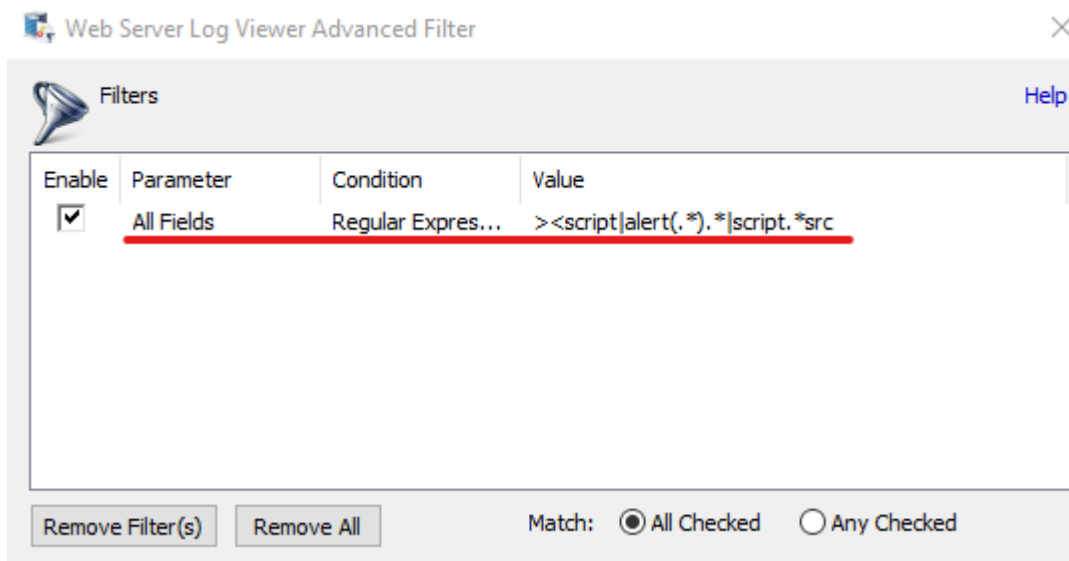 Web Server Log Viewer Advanced Filter
Filters Help
Enable Parameter Condition Value
All Fields Regular Expres... ><script|alert(.*).*|script.*src
Remove Filter(s) Remove All Match: All Checked Any Checked